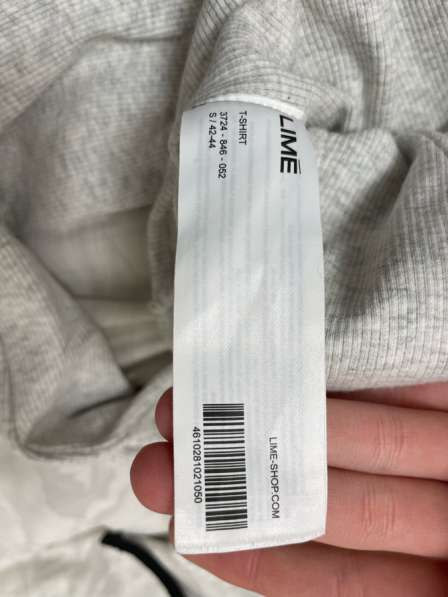 LIMÉ
T-SHIRT
3724 - 846 - 052
S / 42-44
LIME-SHOP.COM
4610281021050